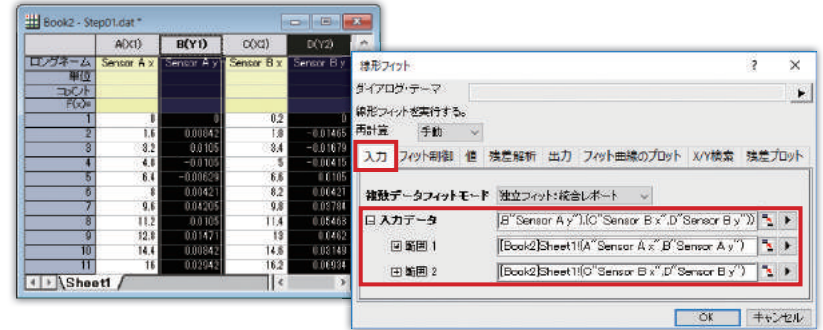 Book2 - Step01.dat *
A(X1) B(Y1) C(X2) D(Y2)
ロングネーム Sensor A x Sensor A y Sensor B x Sensor B y
単位
コメント
F(x)=
1 0 0 0.2 0
2 1.6 0.00842 1.8 -0.01465
3 3.2 0.0105 3.4 -0.01679
4 4.8 -0.0105 5 -0.00415
5 6.4 -0.00629 6.6 0.0105
6 8 0.00421 8.2 0.00421
7 9.6 0.04205 9.8 0.03784
8 11.2 0.0105 11.4 0.05468
9 12.8 0.01471 13 0.0462
10 14.4 0.00842 14.6 0.03149
11 16 0.02942 16.2 0.06934
Sheet1
線形フィット ? ×
ダイアログ・テーマ
線形フィットを実行する。
再計算 手動
入力 フィット制御 値 残差解析 出力 フィット曲線のプロット X/Y検索 残差プロット
複数データフィットモード 独立フィット:統合レポート
入力データ B"Sensor A y"),(C"Sensor B x",D"Sensor B y"))
範囲 1 [Book2]Sheet1!(A"Sensor A x",B"Sensor A y")
範囲 2 [Book2]Sheet1!(C"Sensor B x",D"Sensor B y")
OK キャンセル